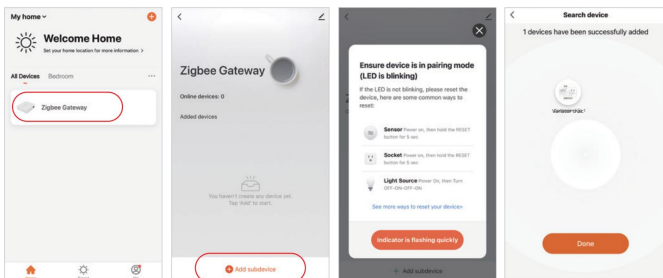 My home
Welcome Home
Set your home location for more information >
All Devices Bedroom ...
Zigbee Gateway
Zigbee Gateway
Online devices: 0
Added devices
You haven't create any device yet.
Tap 'Add' to start.
Add subdevice
Ensure device is in pairing mode
(LED is blinking)
If the LED is not blinking, please reset the
device, here are some common ways to
reset:
Sensor Power on, then hold the RESET
button for 5 sec
Socket Power on, then hold the RESET
button for 5 sec
Light Source Power On, then Turn
OFF-ON-OFF-ON
See more ways to reset your device>
Indicator is flashing quickly
+ Add subdevice
Search device
1 devices have been successfully added
Done